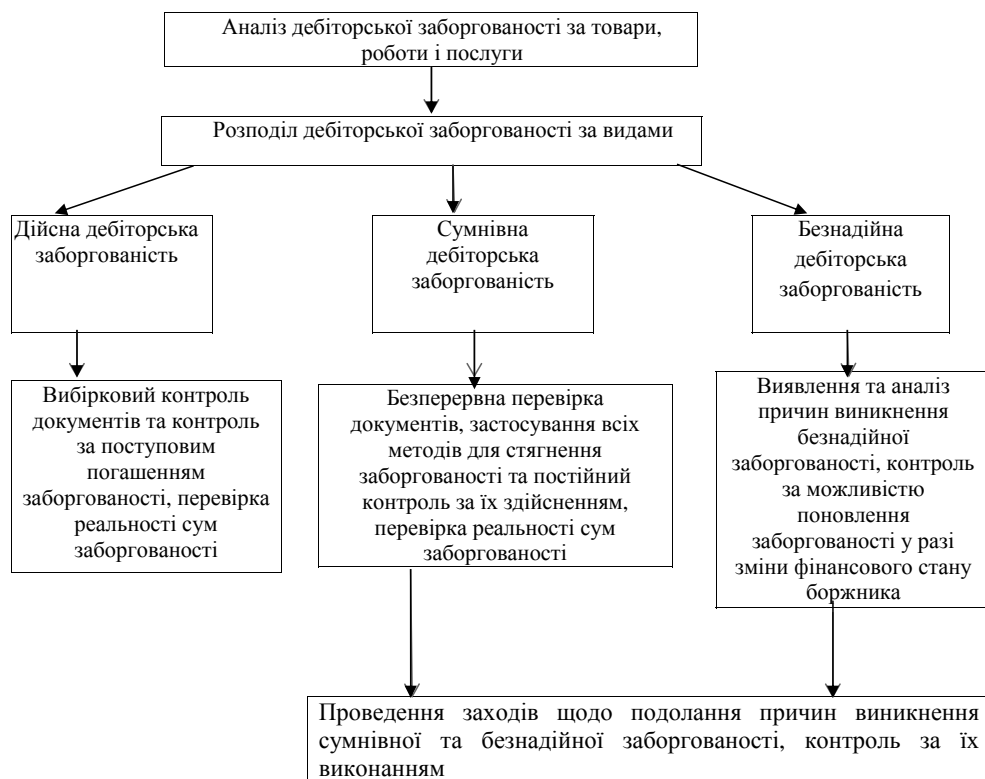 Аналіз дебіторської заборгованості за товари,
роботи і послуги
Розподіл дебіторської заборгованості за видами
Дійсна дебіторська
заборгованість
Сумнівна
дебіторська
заборгованість
Безнадійна
дебіторська
заборгованість
Вибірковий контроль
документів та контроль
за поступовим
погашенням
заборгованості, перевірка
реальності сум
заборгованості
Безперервна перевірка
документів, застосування всіх
методів для стягнення
заборгованості та постійний
контроль за їх здійсненням,
перевірка реальності сум
заборгованості
Виявлення та аналіз
причин виникнення
безнадійної
заборгованості, контроль
за можливістю
поновлення
заборгованості у разі
зміни фінансового стану
боржника
Проведення заходів щодо подолання причин виникнення
сумнівної та безнадійної заборгованості, контроль за їх
виконанням